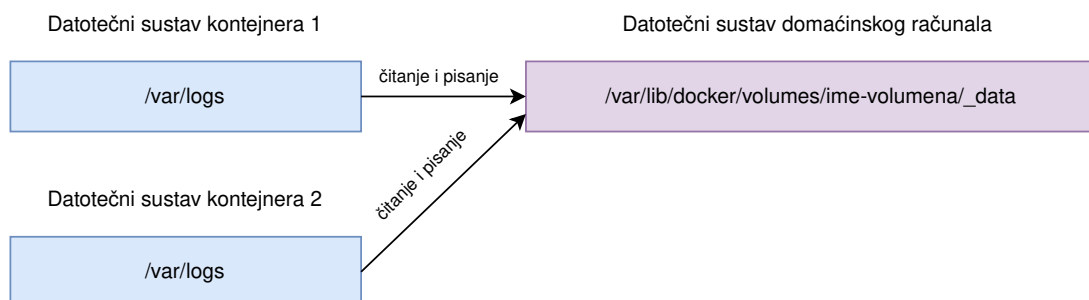 Datotečni sustav kontejnera 1
Datotečni sustav domaćinskog računala
/var/logs
čitanje i pisanje
/var/lib/docker/volumes/ime-volumena/_data
čitanje i pisanje
Datotečni sustav kontejnera 2
/var/logs